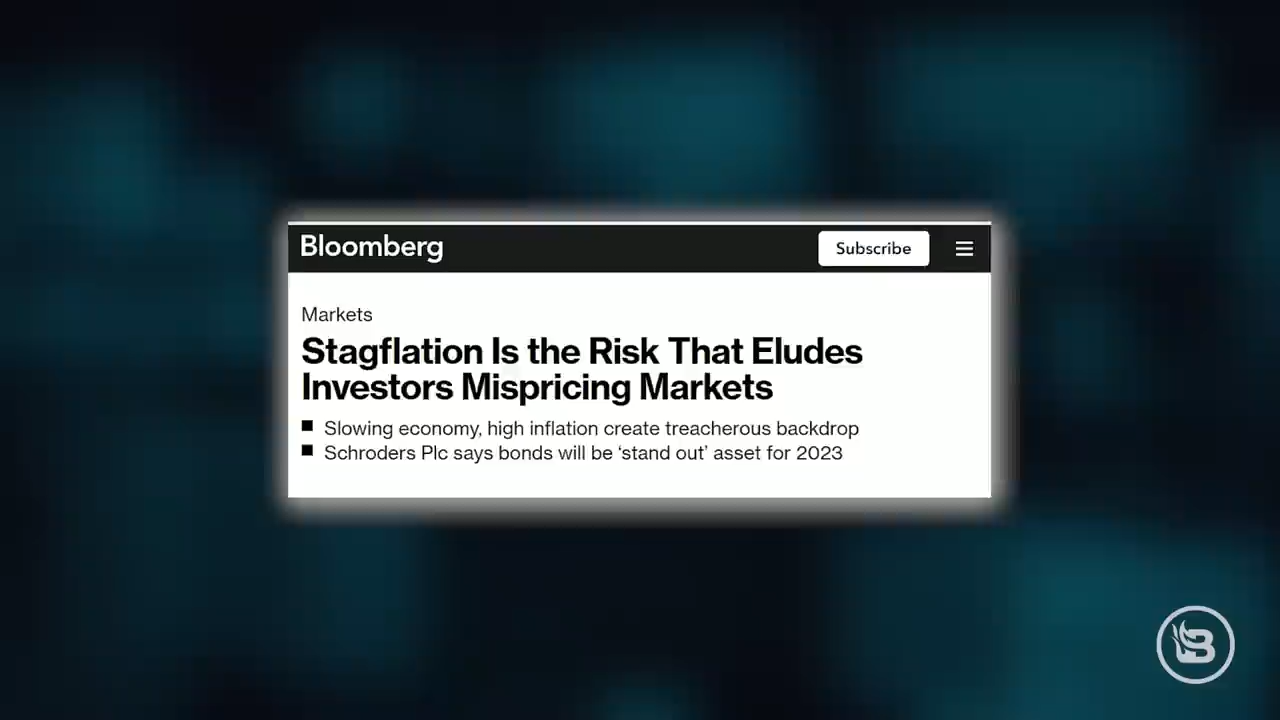 Bloomberg
Subscribe
Markets
Stagflation Is the Risk That Eludes
Investors Mispricing Markets
Slowing economy, high inflation create treacherous backdrop
Schroders Plc says bonds will be ‘stand out’ asset for 2023
B